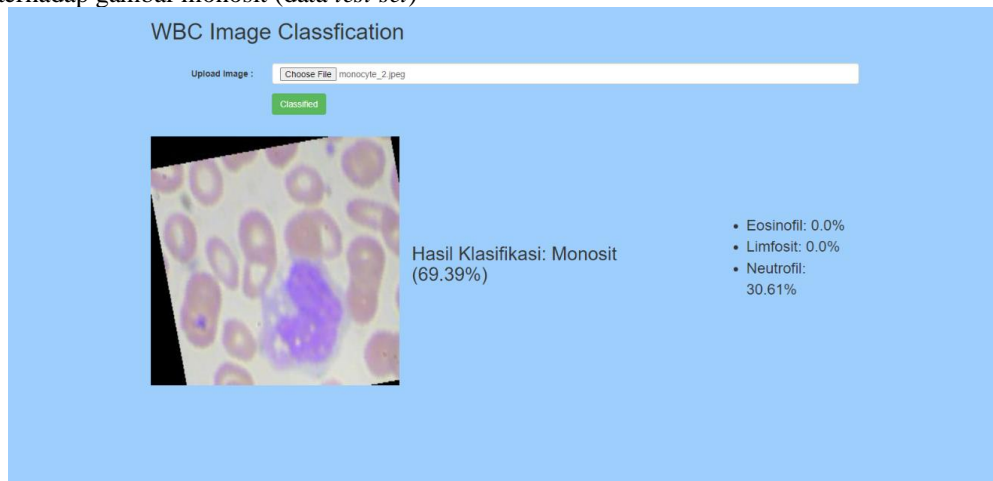 terhadap gambar monosit (data test set)
WBC Image Classfication
Upload Image :
Choose File monocyte_2.jpeg
Classified
Hasil Klasifikasi: Monosit
(69.39%)
• Eosinofil: 0.0%
• Limfosit: 0.0%
• Neutrofil:
30.61%